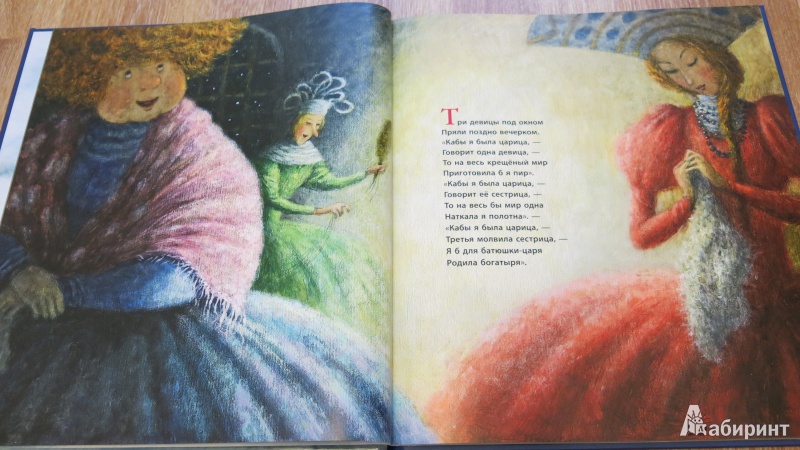 Три девицы под окном
Пряли поздно вечерком.
«Кабы я была царица, —
Говорит одна девица, —
То на весь крещёный мир
Приготовила б я пир».
«Кабы я была царица, —
Говорит её сестрица, —
То на весь бы мир одна
Наткала я полотна». —
«Кабы я была царица, —
Третья молвила сестрица, —
Я б для батюшки-царя
Родила богатыря».
Лабиринт